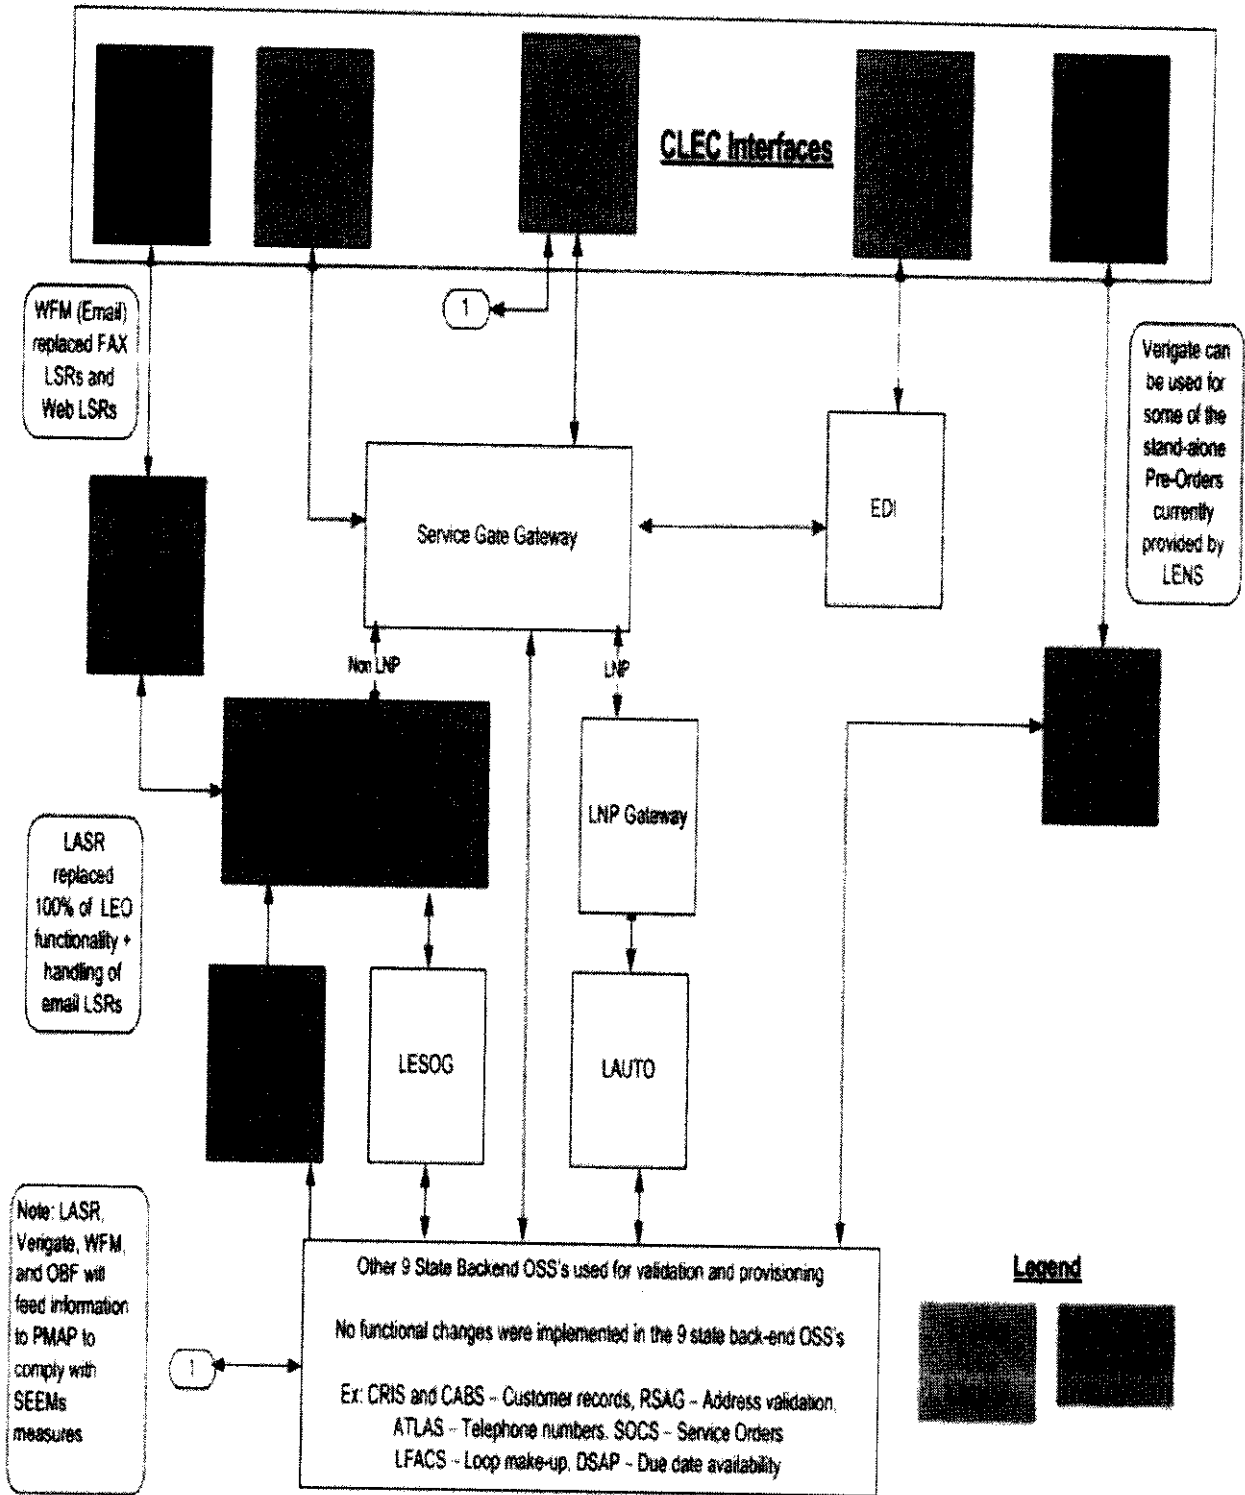 CLEC Interfaces
WFM (Email)
replaced FAX
LSRs and
Web LSRs
1
Verigate can
be used for
some of the
stand-alone
Pre-Orders
currently
provided by
LENS
Service Gate Gateway
EDI
Non LNP
LNP
LNP Gateway
LASR
replaced
100% of LEO
functionality +
handling of
email LSRs
LESOG
LAUTO
Note: LASR,
Verigate, WFM,
and OBF will
feed information
to PMAP to
comply with
SEEMs
measures
1
Other 9 State Backend OSS's used for validation and provisioning
No functional changes were implemented in the 9 state back-end OSS's
Ex: CRIS and CABS – Customer records, RSAG – Address validation,
ATLAS – Telephone numbers, SOCS – Service Orders
LFACS – Loop make-up, DSAP – Due date availability
Legend